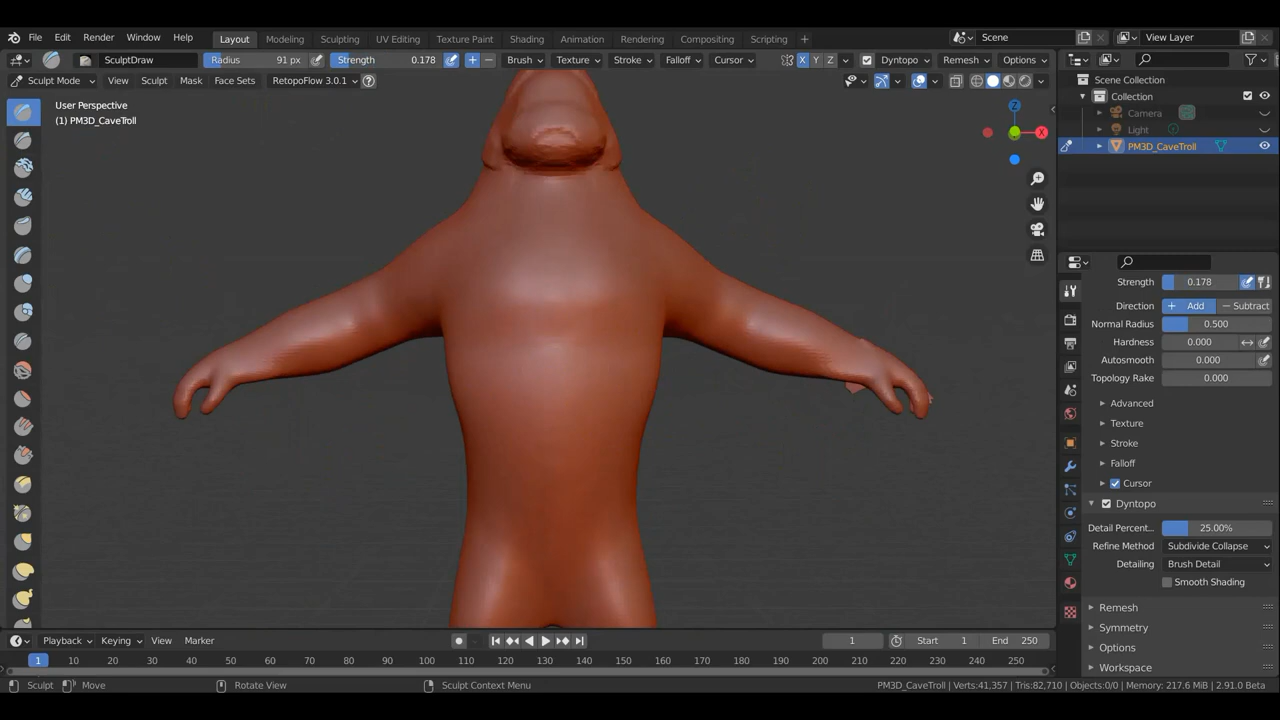 File Edit Render Window Help Layout Modeling Sculpting UV Editing Texture Paint Shading Animation Rendering Compositing Scripting + Scene View Layer
SculptDraw Radius 91 px Strength 0.178 Brush Texture Stroke Falloff Cursor X Y Z Dyntopo Remesh Options
Sculpt Mode View Sculpt Mask Face Sets RetopoFlow 3.0.1 ?
Scene Collection
Collection
Camera
Light
PM3D_CaveTroll
User Perspective
(1) PM3D_CaveTroll
Z
X
Strength 0.178
Direction + Add − Subtract
Normal Radius 0.500
Hardness 0.000
Autosmooth 0.000
Topology Rake 0.000
Advanced
Texture
Stroke
Falloff
Cursor
Dyntopo
Detail Percent... 25.00%
Refine Method Subdivide Collapse
Detailing Brush Detail
Smooth Shading
Remesh
Symmetry
Options
Workspace
Playback Keying View Marker 1 Start 1 End 250
1 10 20 30 40 50 60 70 80 90 100 110 120 130 140 150 160 170 180 190 200 210 220 230 240 250
Sculpt Move Rotate View Sculpt Context Menu PM3D_CaveTroll | Verts:41,357 | Tris:82,710 | Objects:0/0 | Memory: 217.6 MiB | 2.91.0 Beta